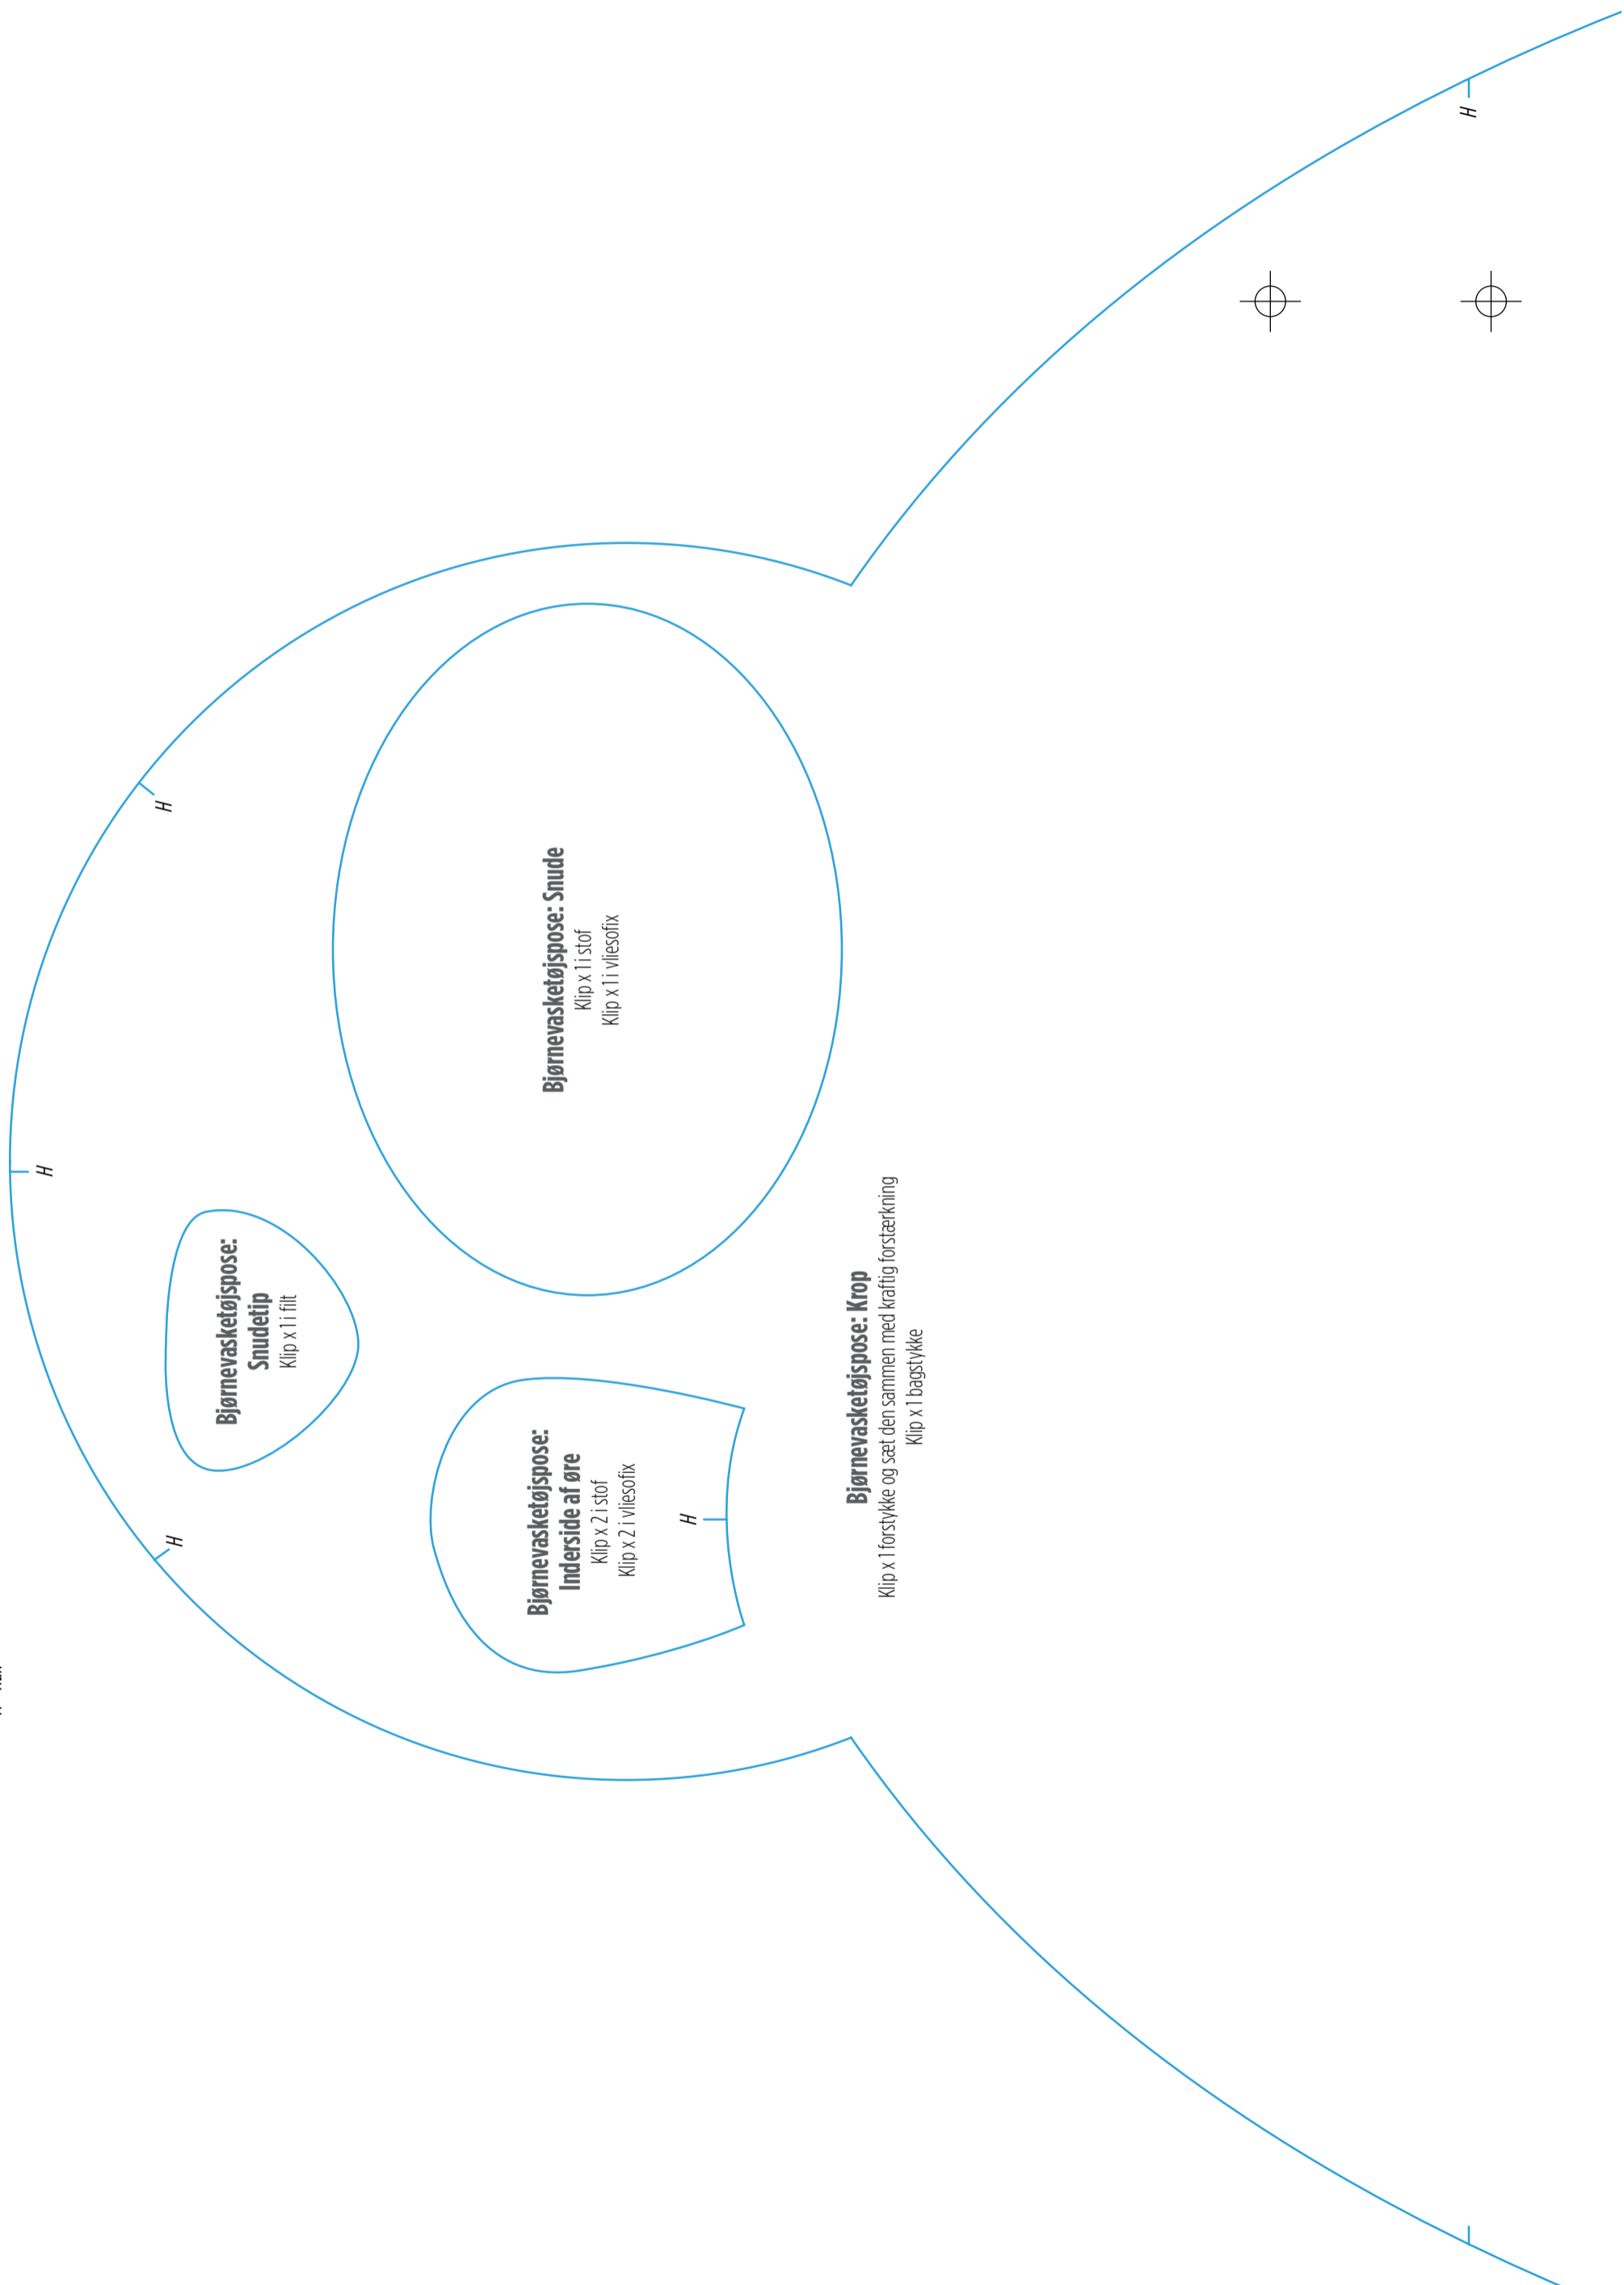 H
H
H
H
Bjørnevasketøjspose:
Snudetip
Klip x 1 i filt
Bjørnevasketøjspose: Snude
Klip x 1 i stof
Klip x 1 i vliesofix
Bjørnevasketøjspose:
Inderside af øre
Klip x 2 i stof
Klip x 2 i vliesofix
H
Bjørnevasketøjspose: Krop
Klip x 1 forstykke og sæt den sammen med kraftig forstærkning
Klip x 1 bagstykke